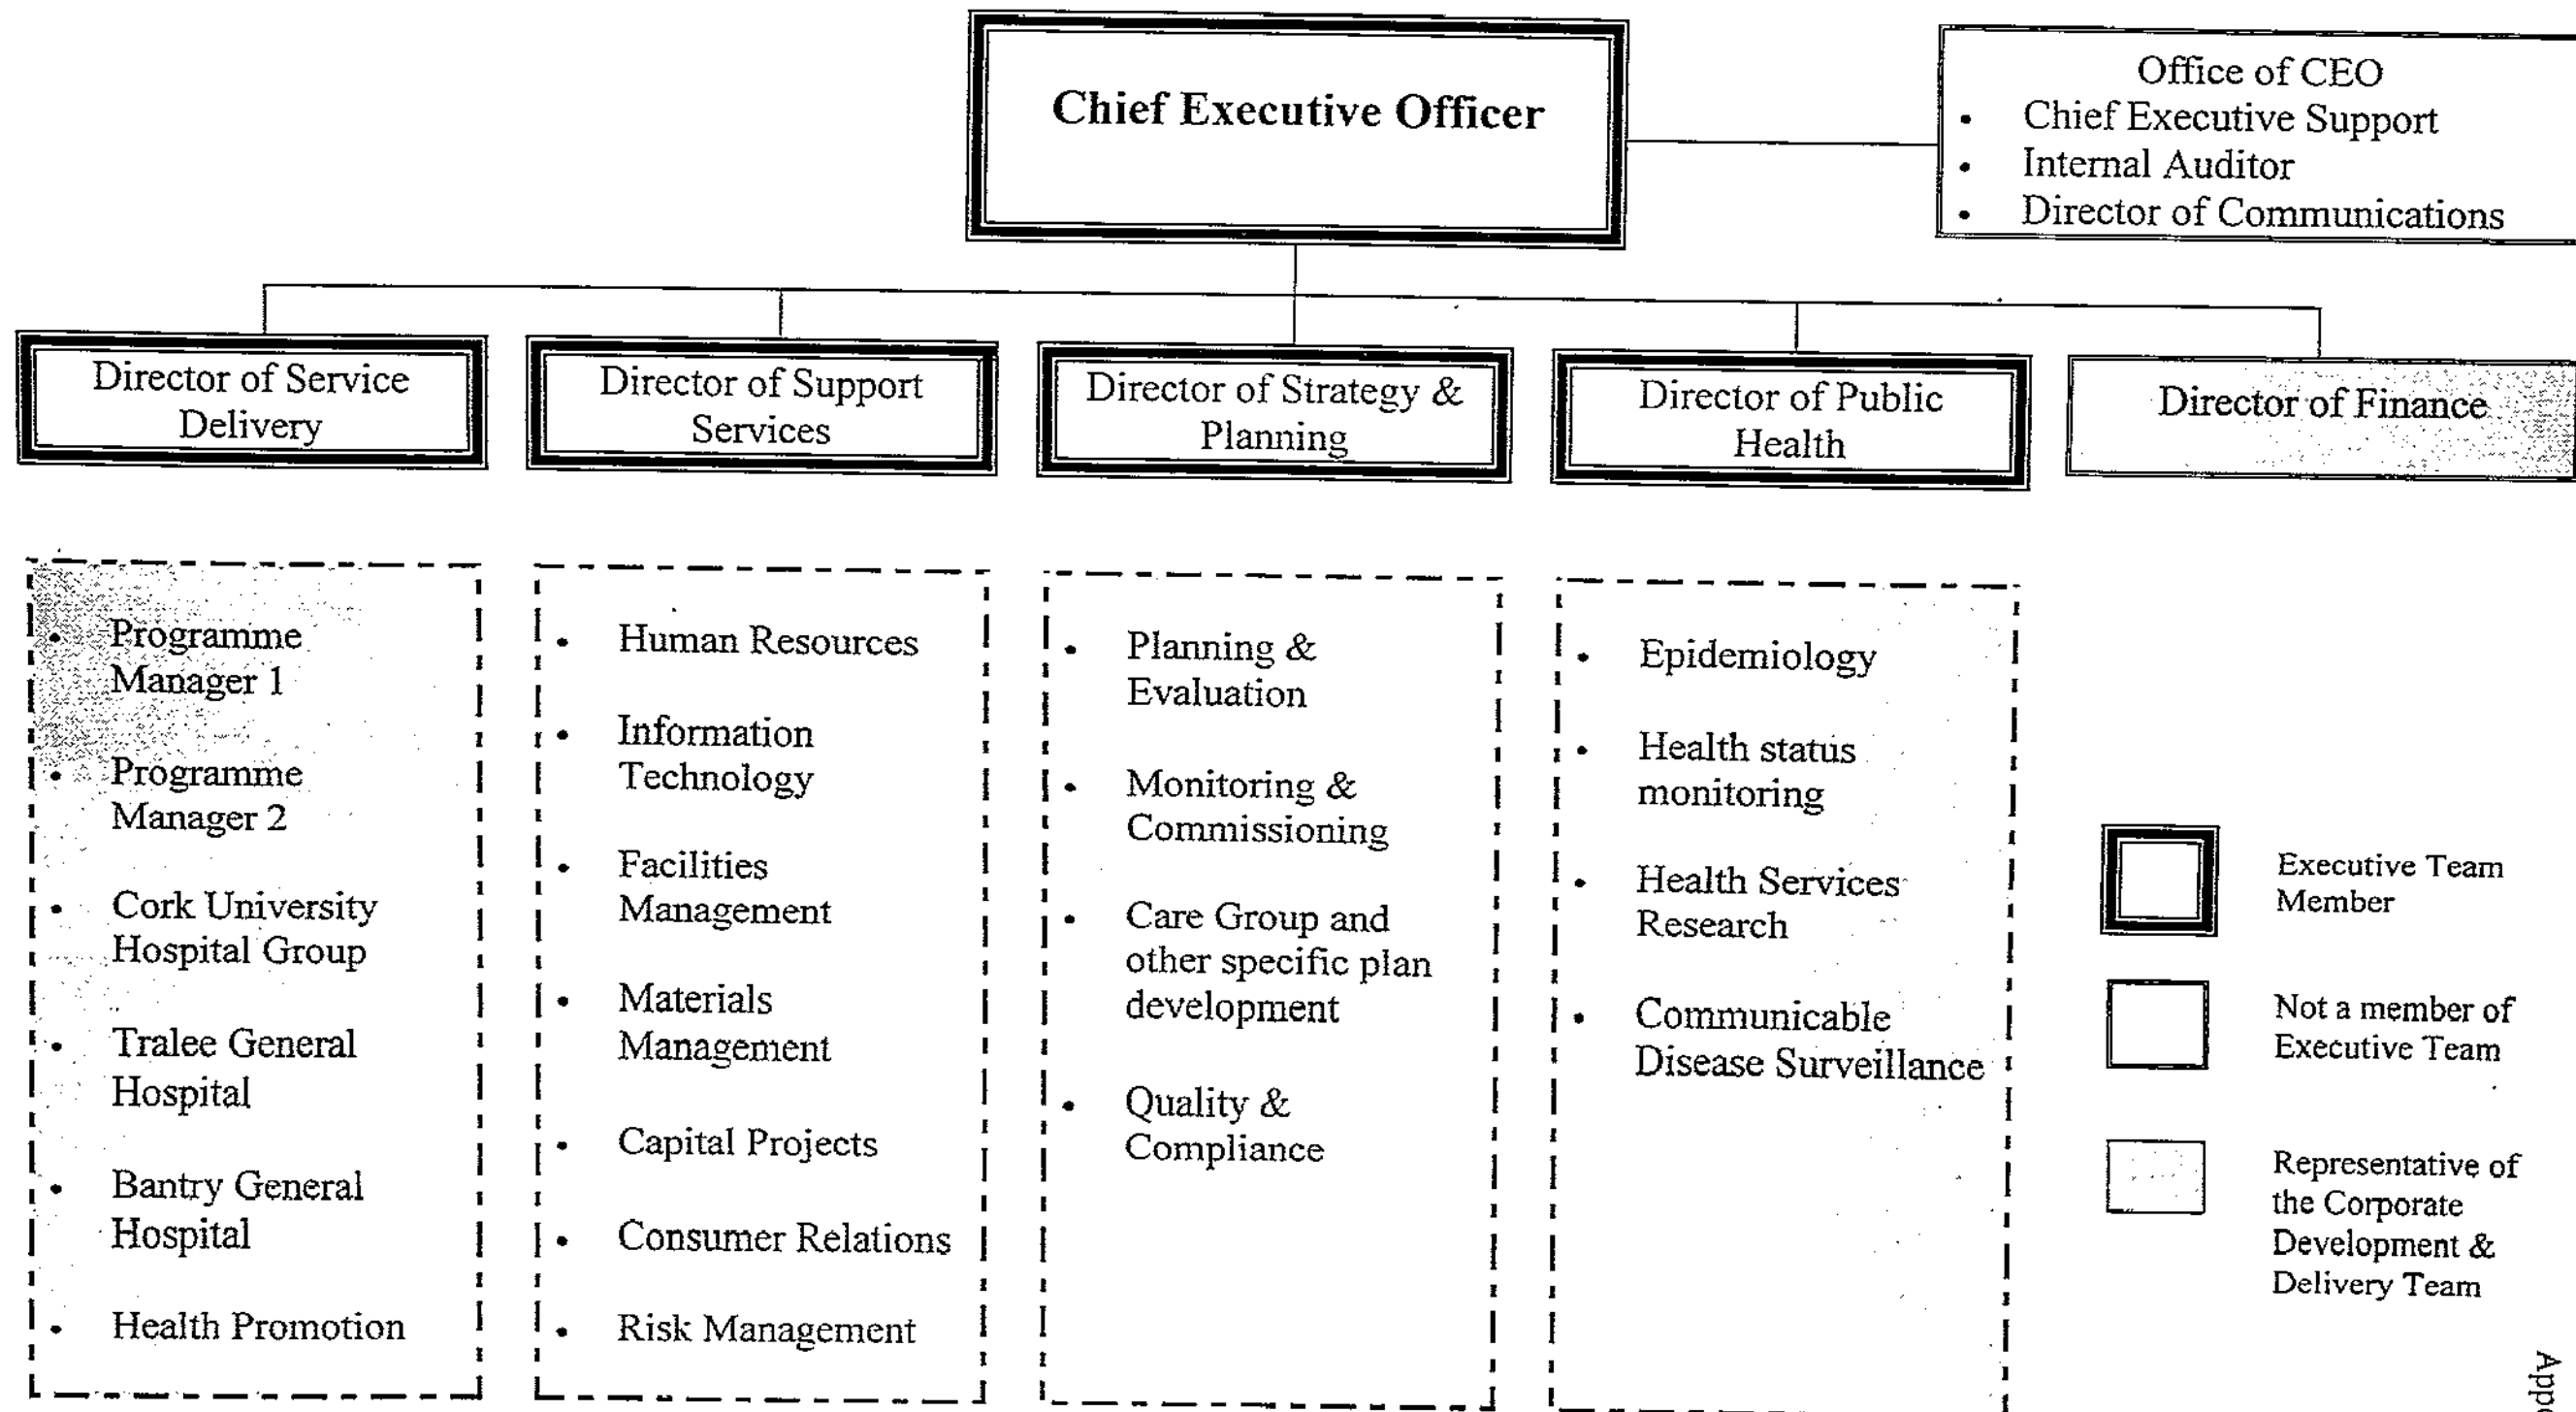 Chief Executive Officer
Office of CEO
• Chief Executive Support
• Internal Auditor
• Director of Communications
Director of Service
Delivery
Director of Support
Services
Director of Strategy &
Planning
Director of Public
Health
Director of Finance
• Programme
Manager 1
• Programme
Manager 2
• Cork University
Hospital Group
• Tralee General
Hospital
• Bantry General
Hospital
• Health Promotion
• Human Resources
• Information
Technology
• Facilities
Management
• Materials
Management
• Capital Projects
• Consumer Relations
• Risk Management
• Planning &
Evaluation
• Monitoring &
Commissioning
• Care Group and
other specific plan
development
• Quality &
Compliance
• Epidemiology
• Health status
monitoring
• Health Services
Research
• Communicable
Disease Surveillance
Executive Team
Member
Not a member of
Executive Team
Representative of
the Corporate
Development &
Delivery Team